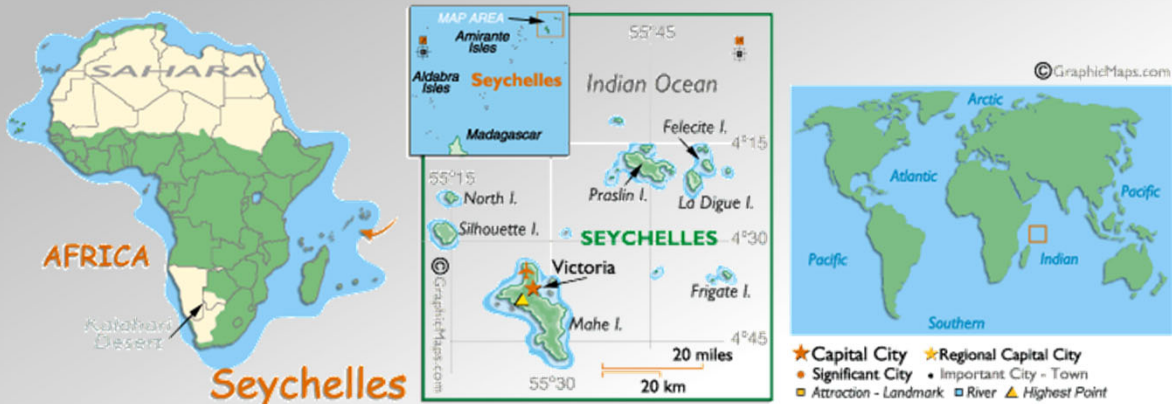 SAHARA
AFRICA
Kalahari
Desert
Seychelles
MAP AREA
Amirante
Isles
Aldabra
Isles
Seychelles
Madagascar
55°45
Indian Ocean
Felecite I.
4°15
55°15
North I.
Praslin I.
La Digue I.
Silhouette I.
SEYCHELLES
4°30
Victoria
Frigate I.
© GraphicMaps.com
Mahe I.
4°45
20 miles
55°30
20 km
© GraphicMaps.com
Arctic
Atlantic
Pacific
Pacific
Indian
Southern
Capital City
Regional Capital City
Significant City
Important City - Town
Attraction - Landmark
River
Highest Point